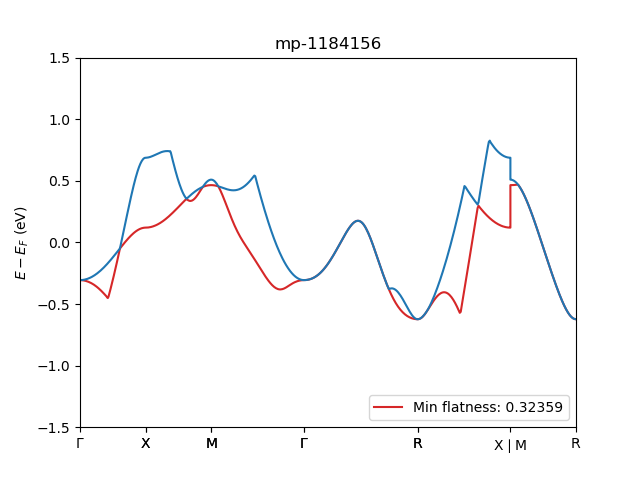 mp-1184156
E − E_F (eV)
1.5
1.0
0.5
0.0
−0.5
−1.0
−1.5
Min flatness: 0.32359
Γ X M Γ R X | M R